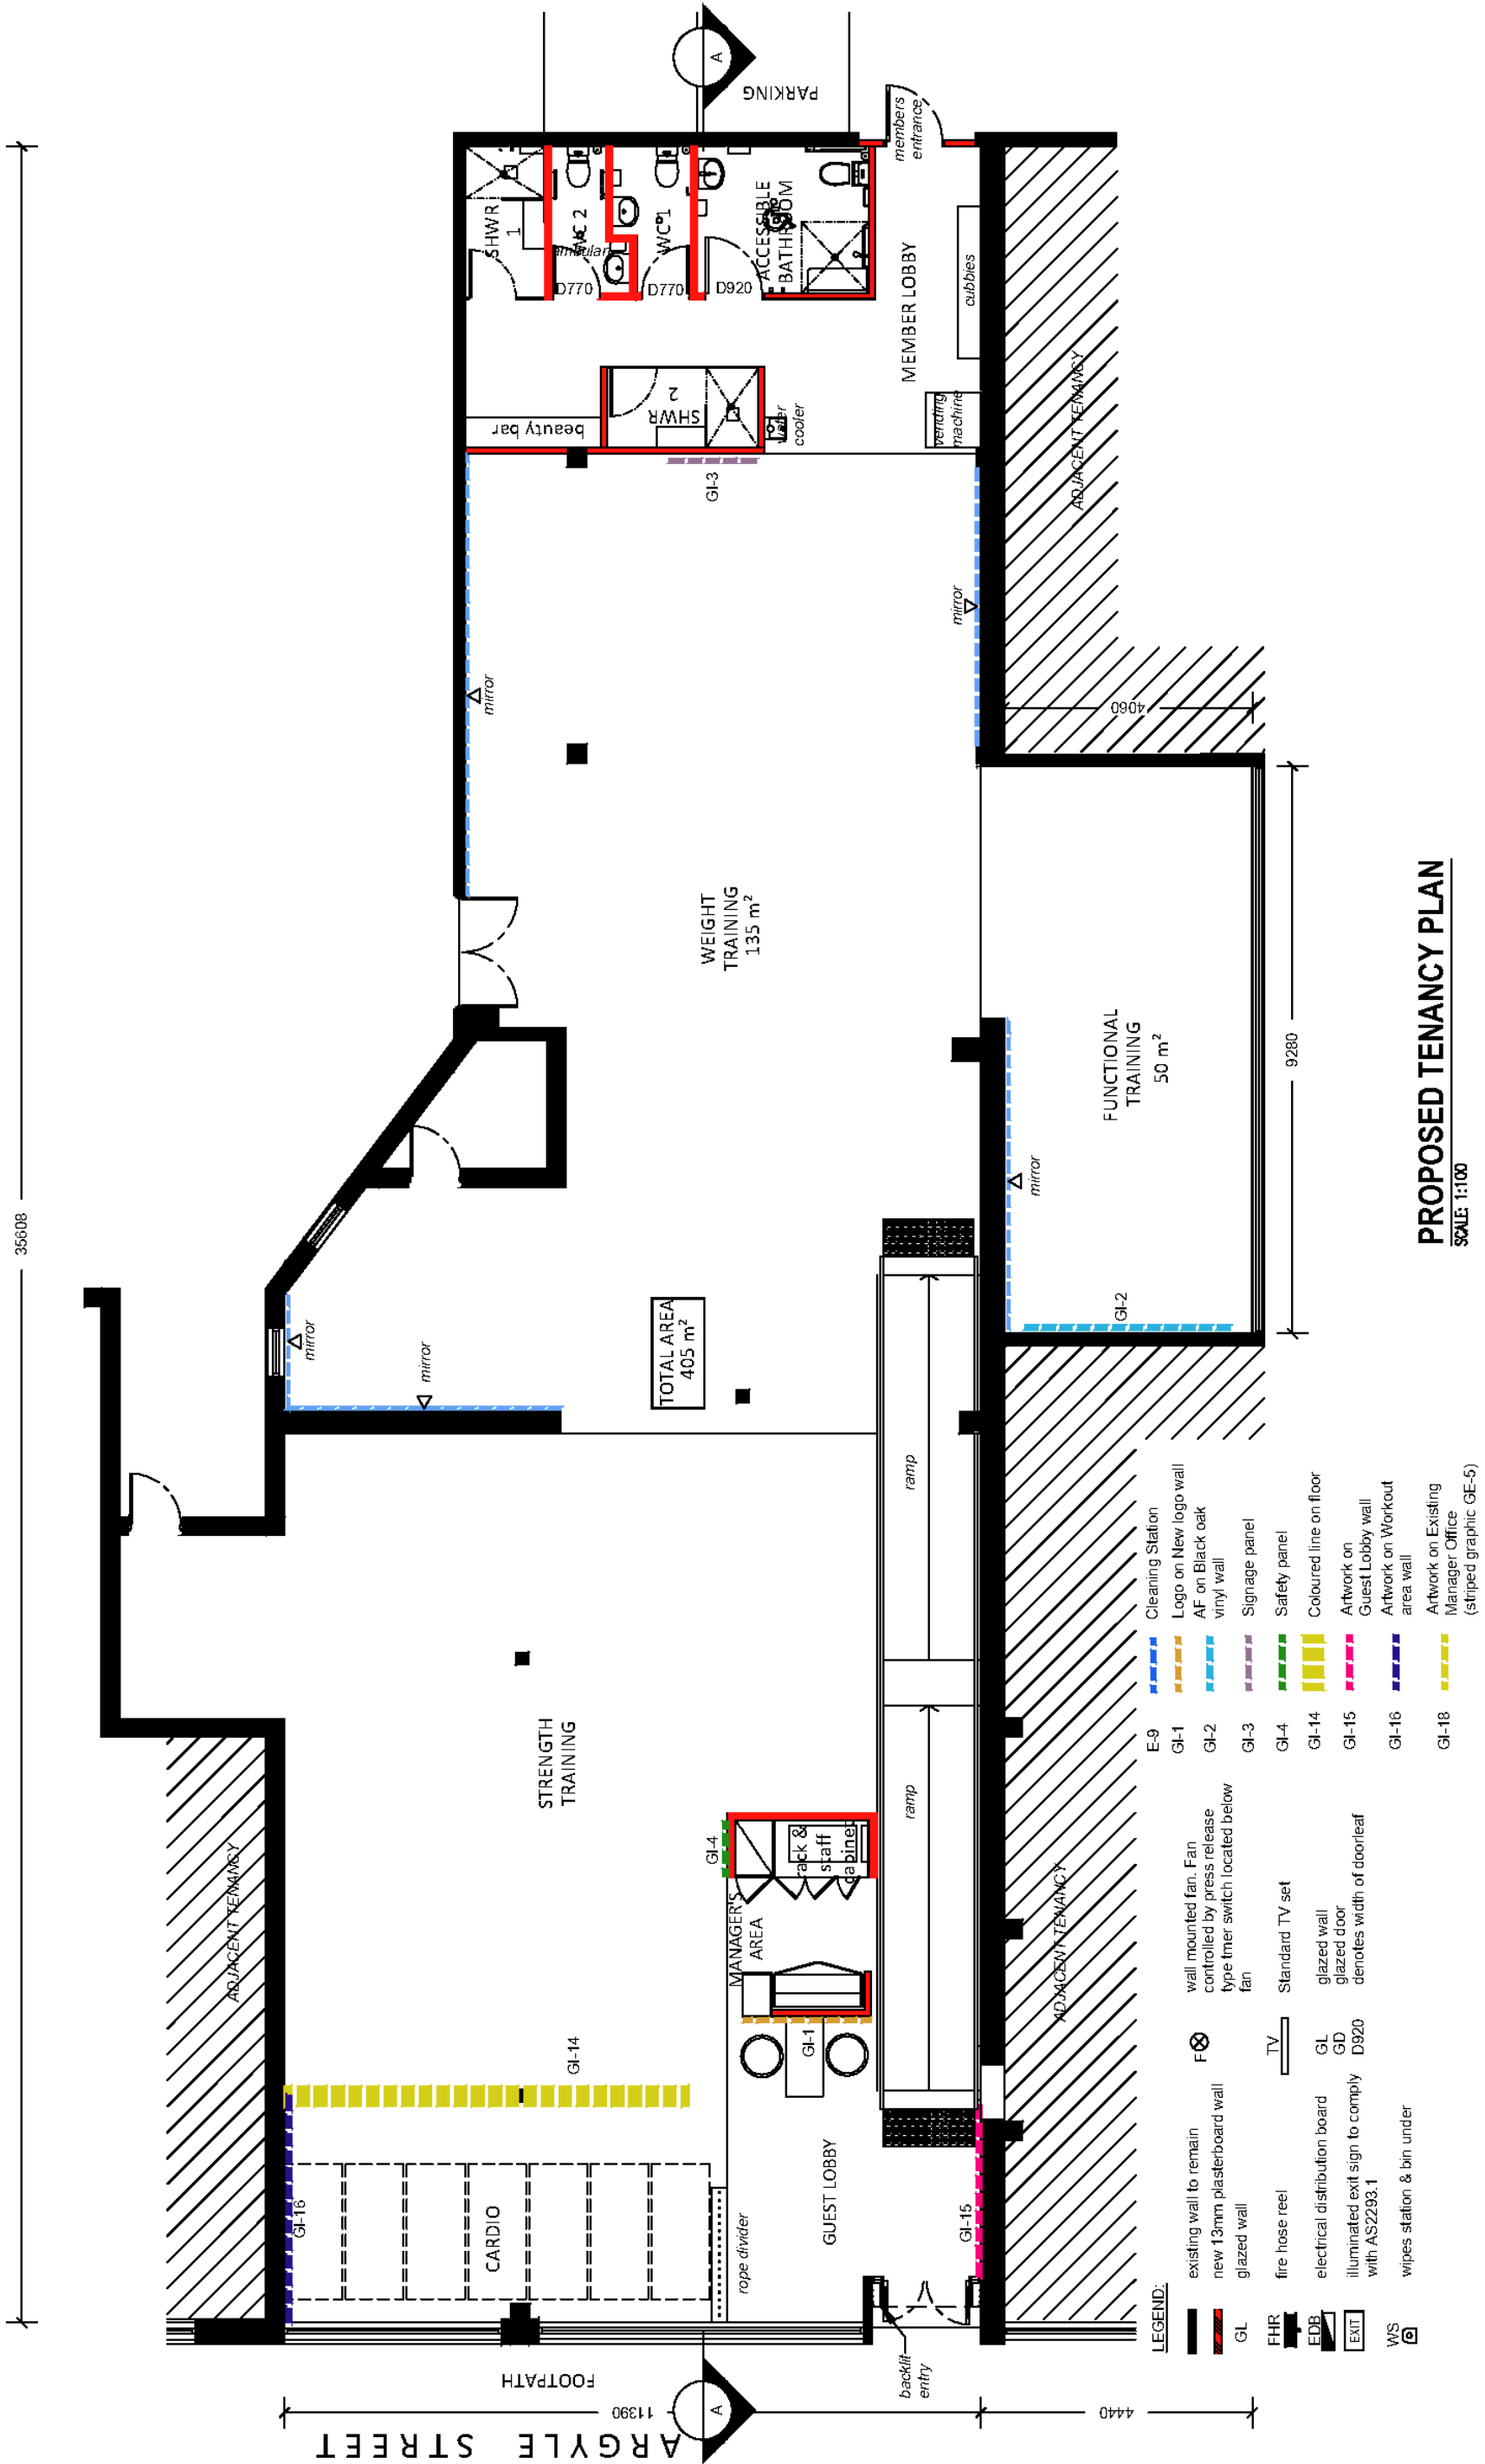 35608
PARKING
A
SHWR
1
WC 2
ambulant
WC 1
D770
D770
D920
ACCESSIBLE
BATHROOM
members
entrance
MEMBER LOBBY
cubbies
beauty bar
SHWR
2
water
cooler
vending
machine
GI-3
ADJACENT TENANCY
mirror
mirror
4060
WEIGHT
TRAINING
135 m²
FUNCTIONAL
TRAINING
50 m²
9280
mirror
GI-2
mirror
mirror
TOTAL AREA
405 m²
ramp
ramp
STRENGTH
TRAINING
ADJACENT TENANCY
GI-4
MANAGER'S
AREA
rack &
staff
cabinet
GI-1
GI-14
GI-16
CARDIO
rope divider
GUEST LOBBY
GI-15
ADJACENT TENANCY
backlit
entry
FOOTPATH
11390
4440
A
ARGYLE STREET
LEGEND:
existing wall to remain
new 13mm plasterboard wall
GL
glazed wall
FHR
fire hose reel
EDB
electrical distribution board
EXIT
illuminated exit sign to comply
with AS2293.1
WS
wipes station & bin under
F
wall mounted fan. Fan
controlled by press release
type tmer switch located below
fan
TV
Standard TV set
GL
glazed wall
GD
glazed door
D920
denotes width of doorleaf
E-9
Cleaning Station
GI-1
Logo on New logo wall
GI-2
AF on Black oak
vinyl wall
GI-3
Signage panel
GI-4
Safety panel
GI-14
Coloured line on floor
GI-15
Artwork on
Guest Lobby wall
GI-16
Artwork on Workout
area wall
GI-18
Artwork on Existing
Manager Office
(striped graphic GE-5)
PROPOSED TENANCY PLAN
SCALE: 1:100